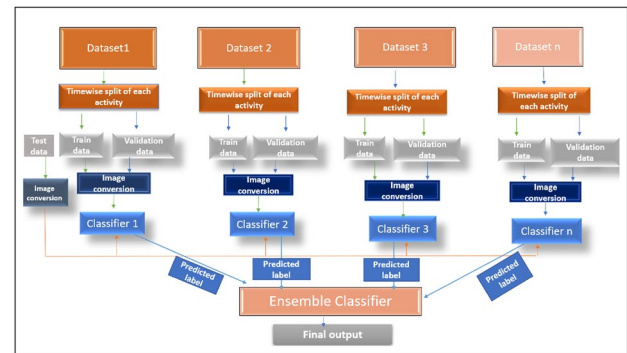 Dataset1
Dataset 2
Dataset 3
Dataset n
Timewise split of each
activity
Timewise split of each
activity
Timewise split of each
activity
Timewise split of
each activity
Test
data
Train
data
Validation
data
Train
data
Validation
data
Train
data
Validation
data
Train
data
Validation
data
Image
conversion
Image
conversion
Image
conversion
Image
conversion
Image
conversion
Classifier 1
Classifier 2
Classifier 3
Classifier n
Predicted
label
Predicted
label
Predicted
label
Predicted
label
Ensemble Classifier
Final output